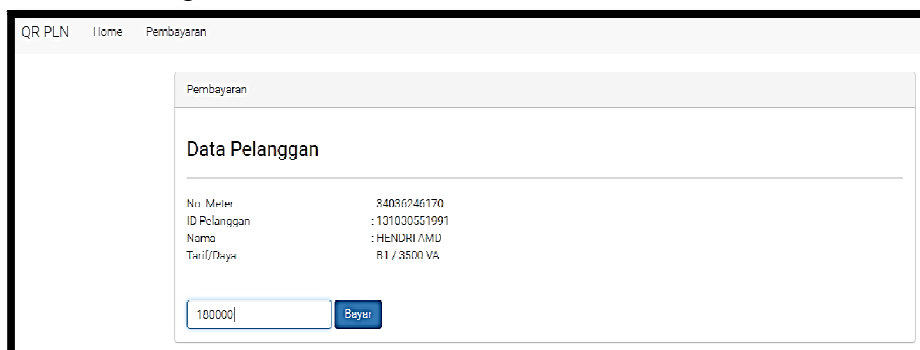 QR PLN Home Pembayaran
Pembayaran
Data Pelanggan
No. Meter : 34036246170
ID Pelanggan : 131030551991
Nama : HENDRI AMD
Tarif/Daya : B1 / 3500 VA
180000 Bayar